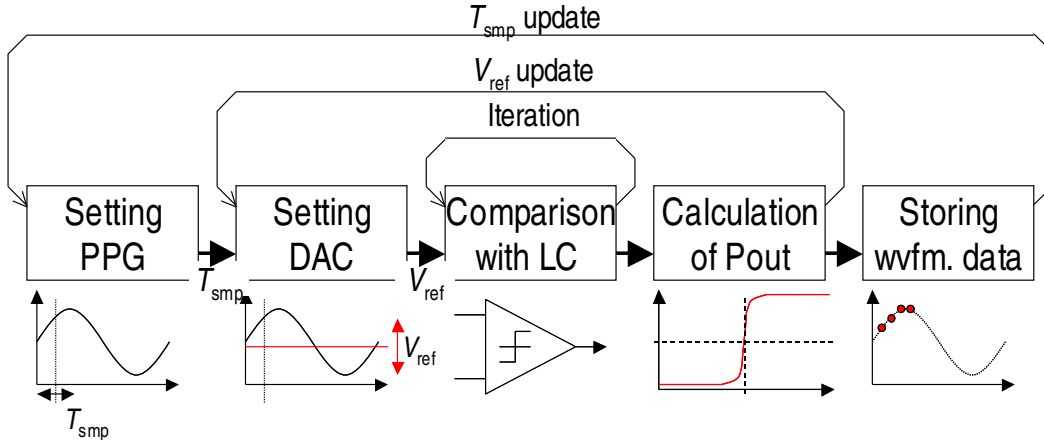 Tsmp update
Vref update
Iteration
Setting
PPG
Setting
DAC
Comparison
with LC
Calculation
of Pout
Storing
wvfm. data
Tsmp
Vref
Vref
Tsmp